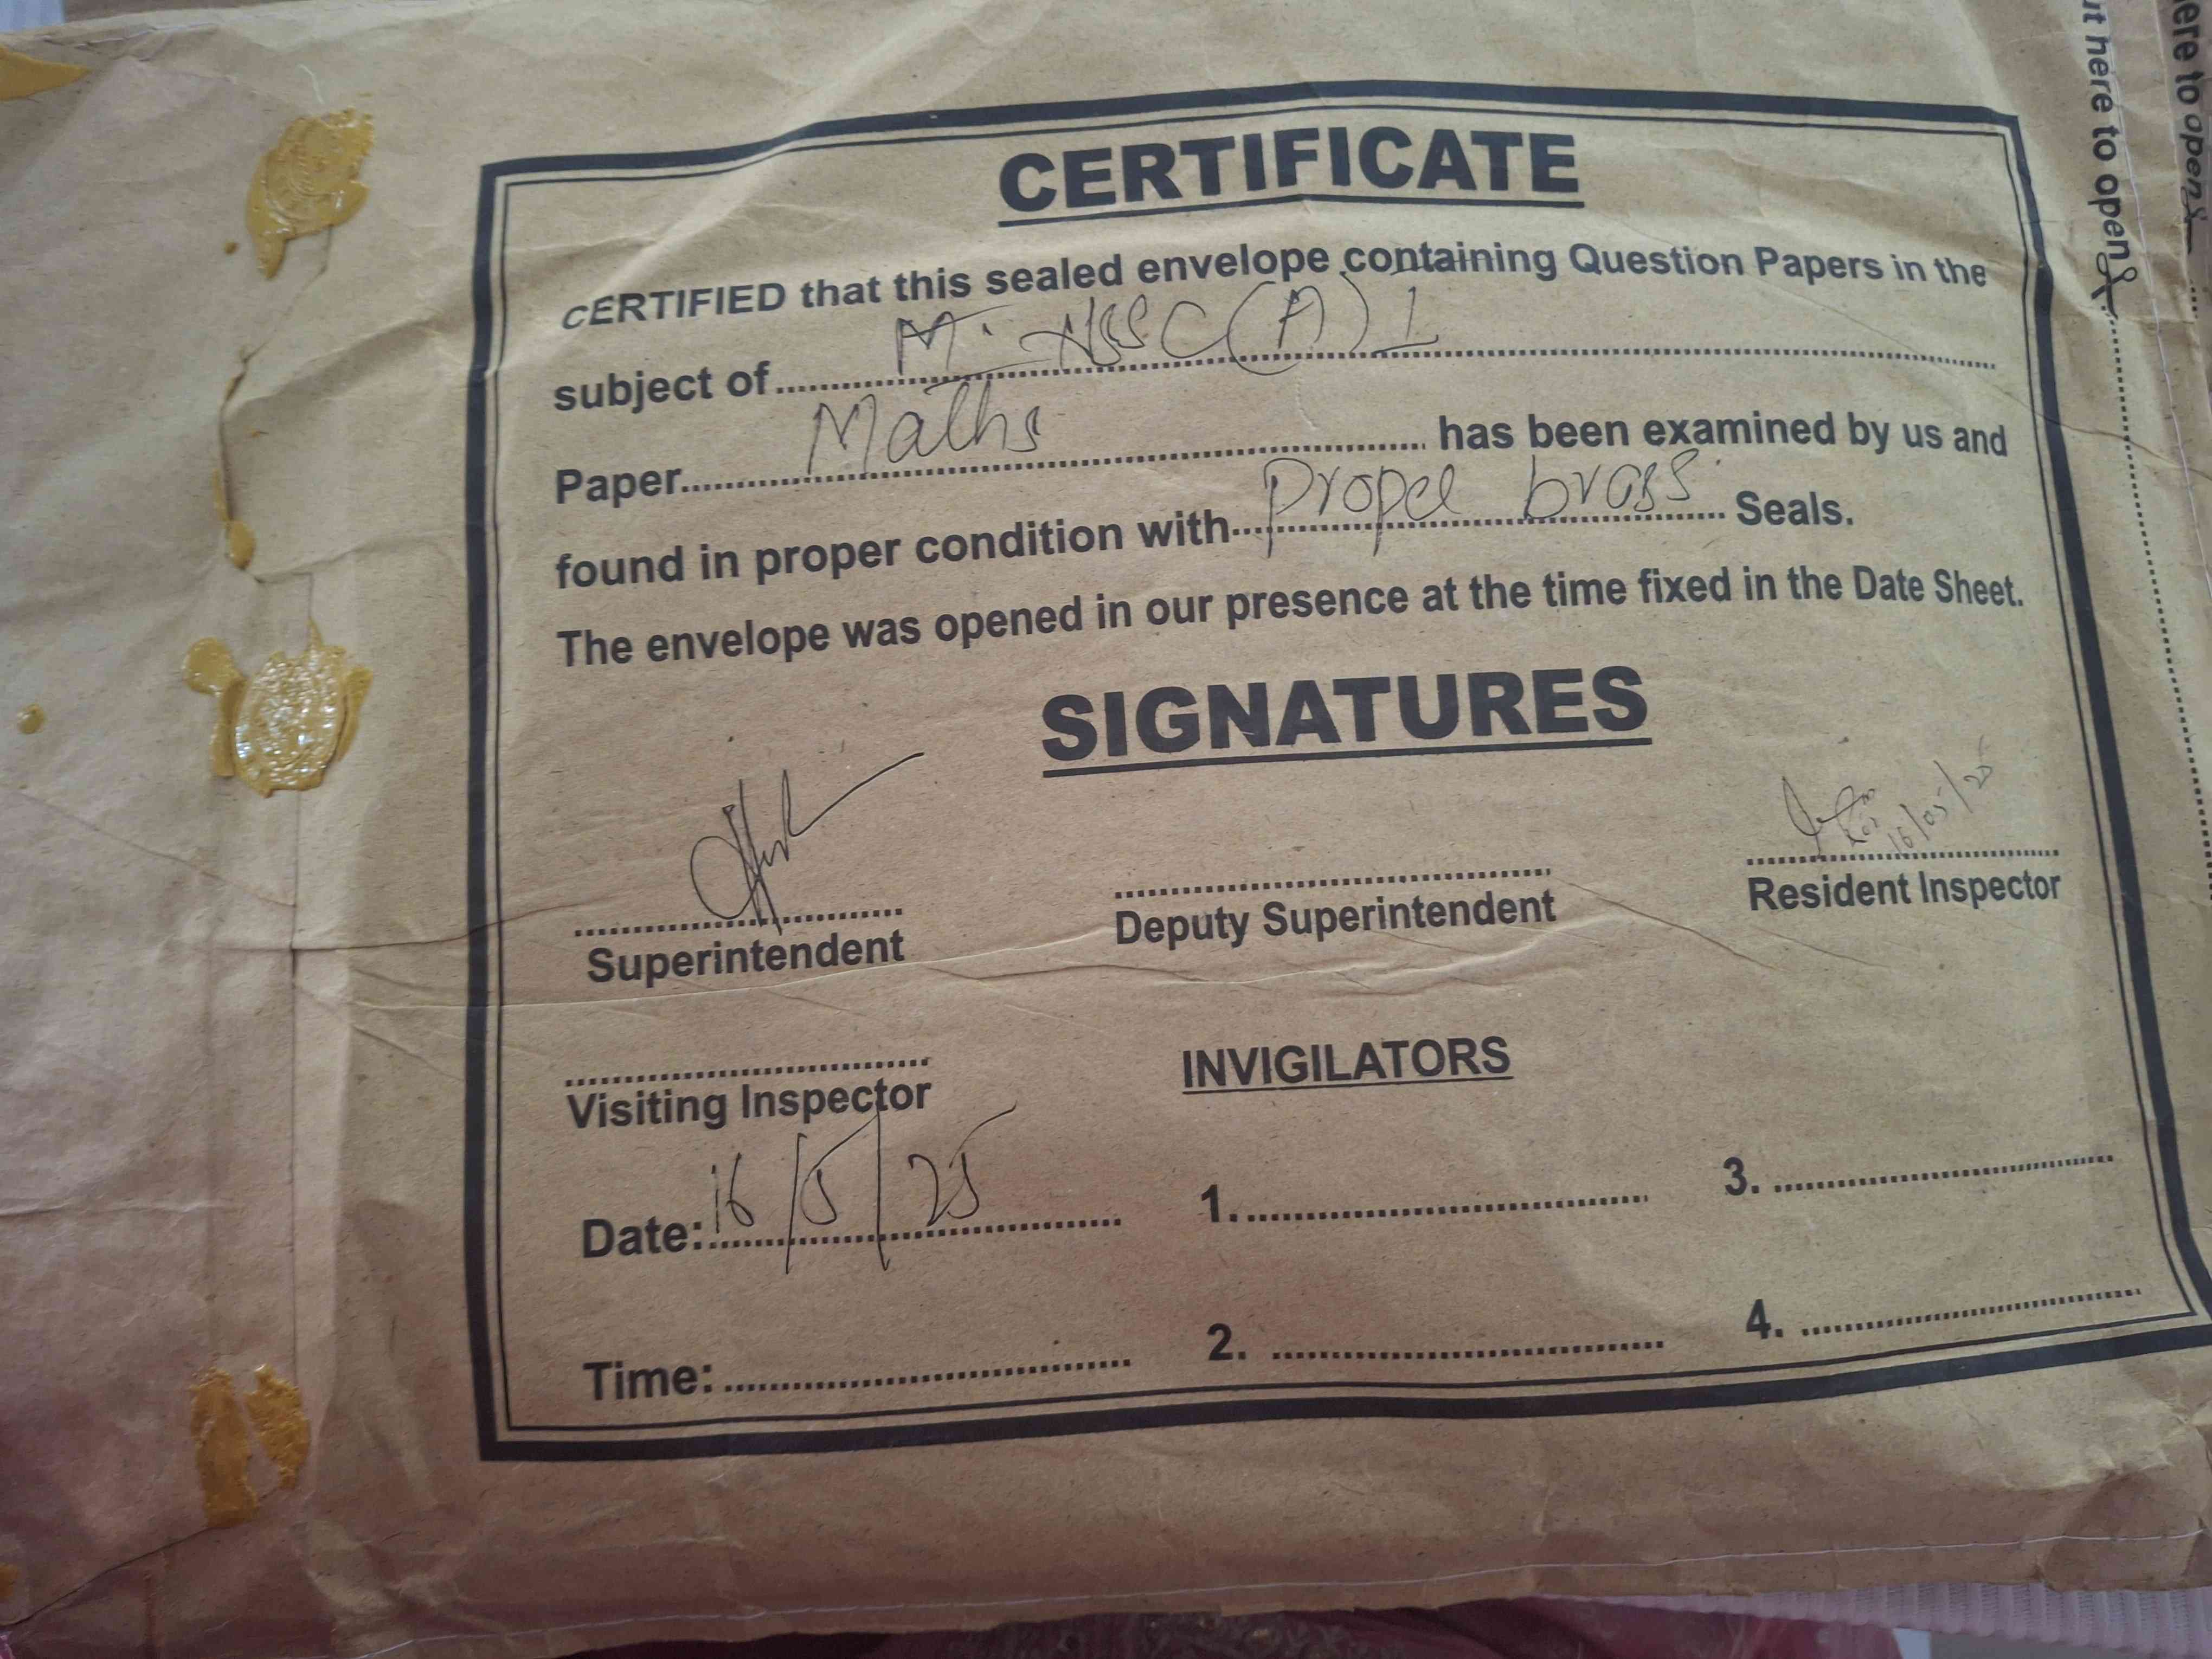 CERTIFICATE
CERTIFIED that this sealed envelope containing Question Papers in the
subject of M. HSSC (A) I
Paper Maths has been examined by us and
found in proper condition with proper brass Seals.
The envelope was opened in our presence at the time fixed in the Date Sheet.
SIGNATURES
16/05/25
Superintendent Deputy Superintendent Resident Inspector
Visiting Inspector INVIGILATORS
Date: 16/5/25 1. 3.
Time: 2. 4.
ut here to open
ere to open